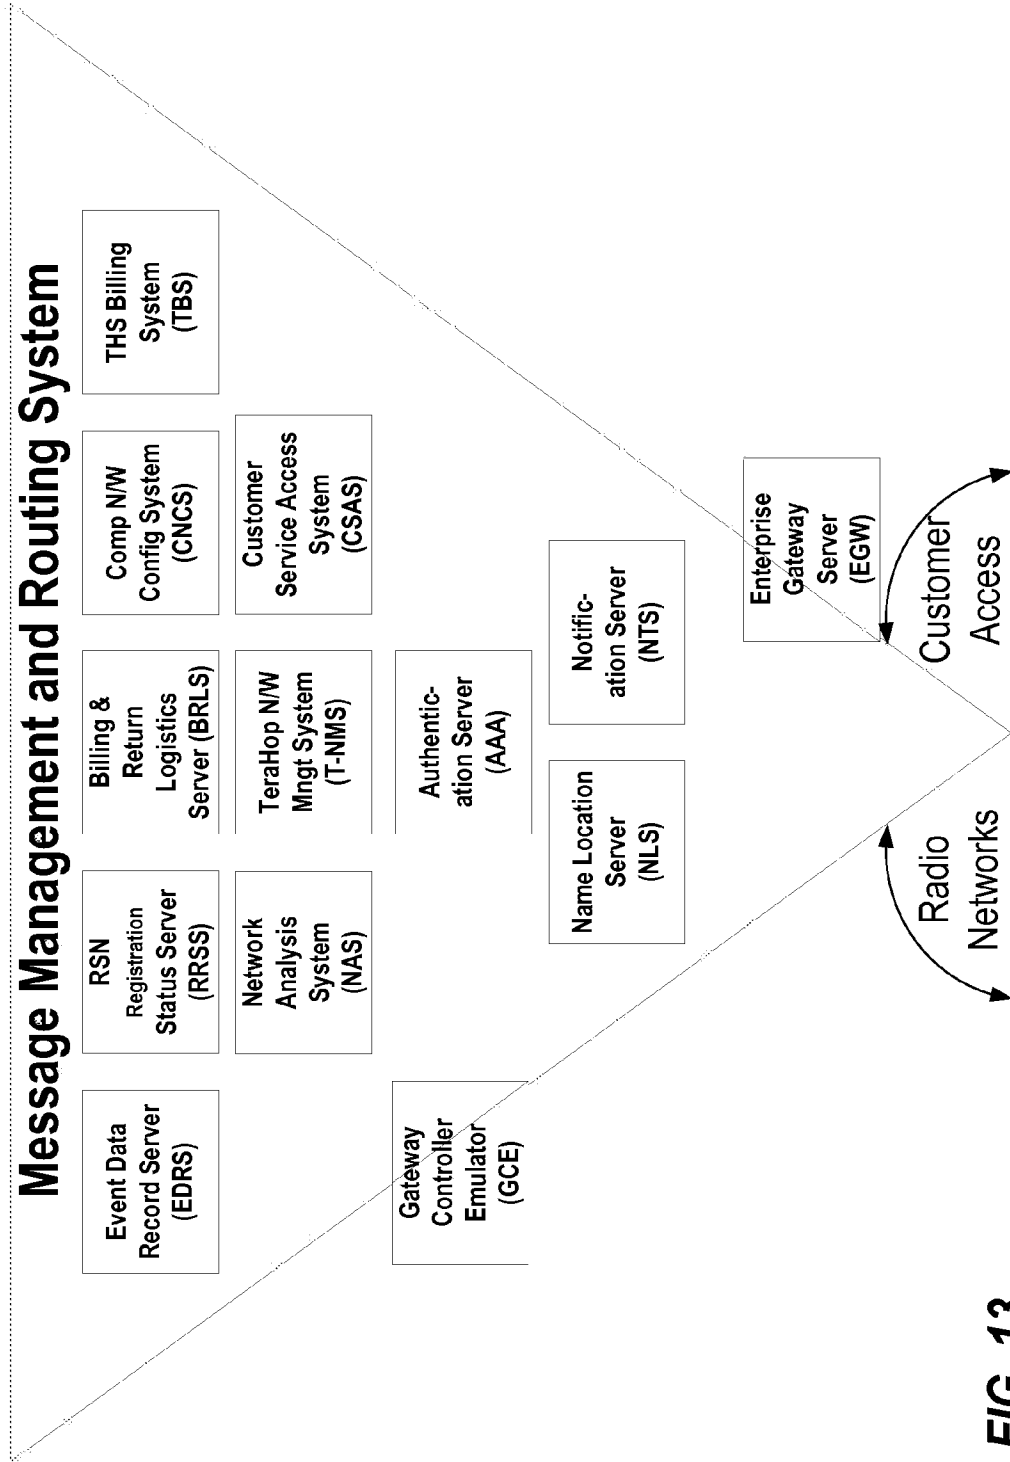 Message Management and Routing System
Event Data
Record Server
(EDRS)
RSN
Registration
Status Server
(RRSS)
Billing &
Return
Logistics
Server (BRLS)
Comp N/W
Config System
(CNCS)
THS Billing
System
(TBS)
Network
Analysis
System
(NAS)
TeraHop N/W
Mngt System
(T-NMS)
Customer
Service Access
System
(CSAS)
Gateway
Controller
Emulator
(GCE)
Authentic-
ation Server
(AAA)
Name Location
Server
(NLS)
Notific-
ation Server
(NTS)
Enterprise
Gateway
Server
(EGW)
Radio
Networks
Customer
Access
FIG. 13